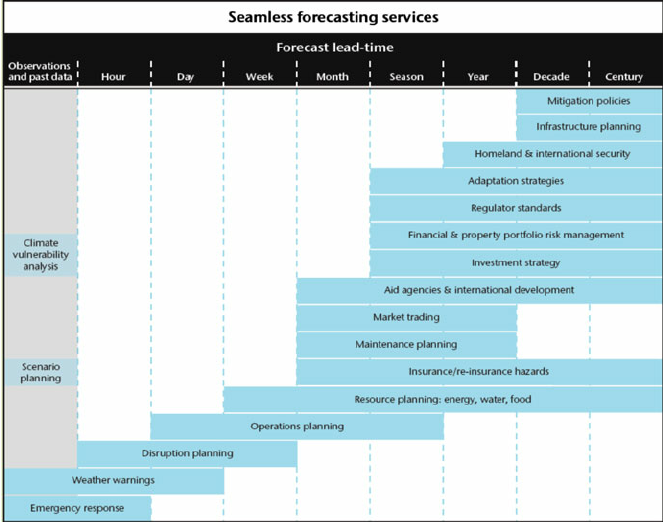 Seamless forecasting services
Forecast lead-time
Observations
and past data
Hour
Day
Week
Month
Season
Year
Decade
Century
Mitigation policies
Infrastructure planning
Homeland & international security
Adaptation strategies
Regulator standards
Financial & property portfolio risk management
Climate
vulnerability
analysis
Investment strategy
Aid agencies & international development
Market trading
Maintenance planning
Scenario
planning
Insurance/re-insurance hazards
Resource planning: energy, water, food
Operations planning
Disruption planning
Weather warnings
Emergency response